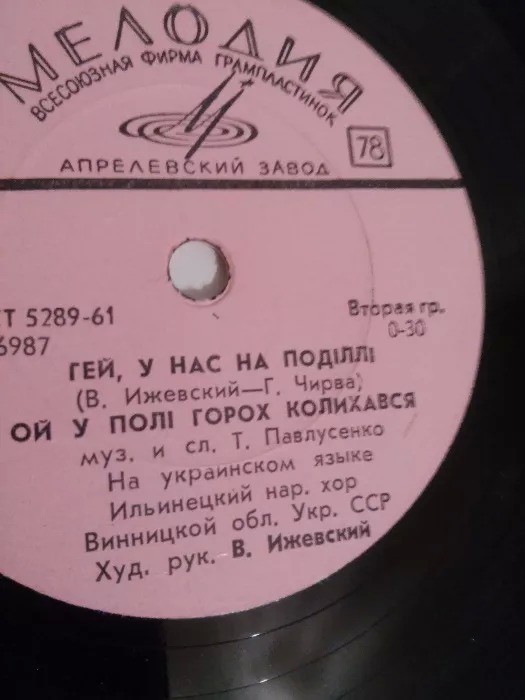 МЕЛОДИЯ
ВСЕСОЮЗНАЯ ФИРМА ГРАМПЛАСТИНОК
78
АПРЕЛЕВСКИЙ ЗАВОД
Т 5289-61
6987
Вторая гр.
0-30
ГЕЙ, У НАС НА ПОДІЛЛІ
(В. Ижевский—Г. Чирва)
ОЙ У ПОЛІ ГОРОХ КОЛИХАВСЯ
муз. и сл. Т. Павлусенко
На украинском языке
Ильинецкий нар. хор
Винницкой обл. Укр. ССР
Худ. рук. В. Ижевский